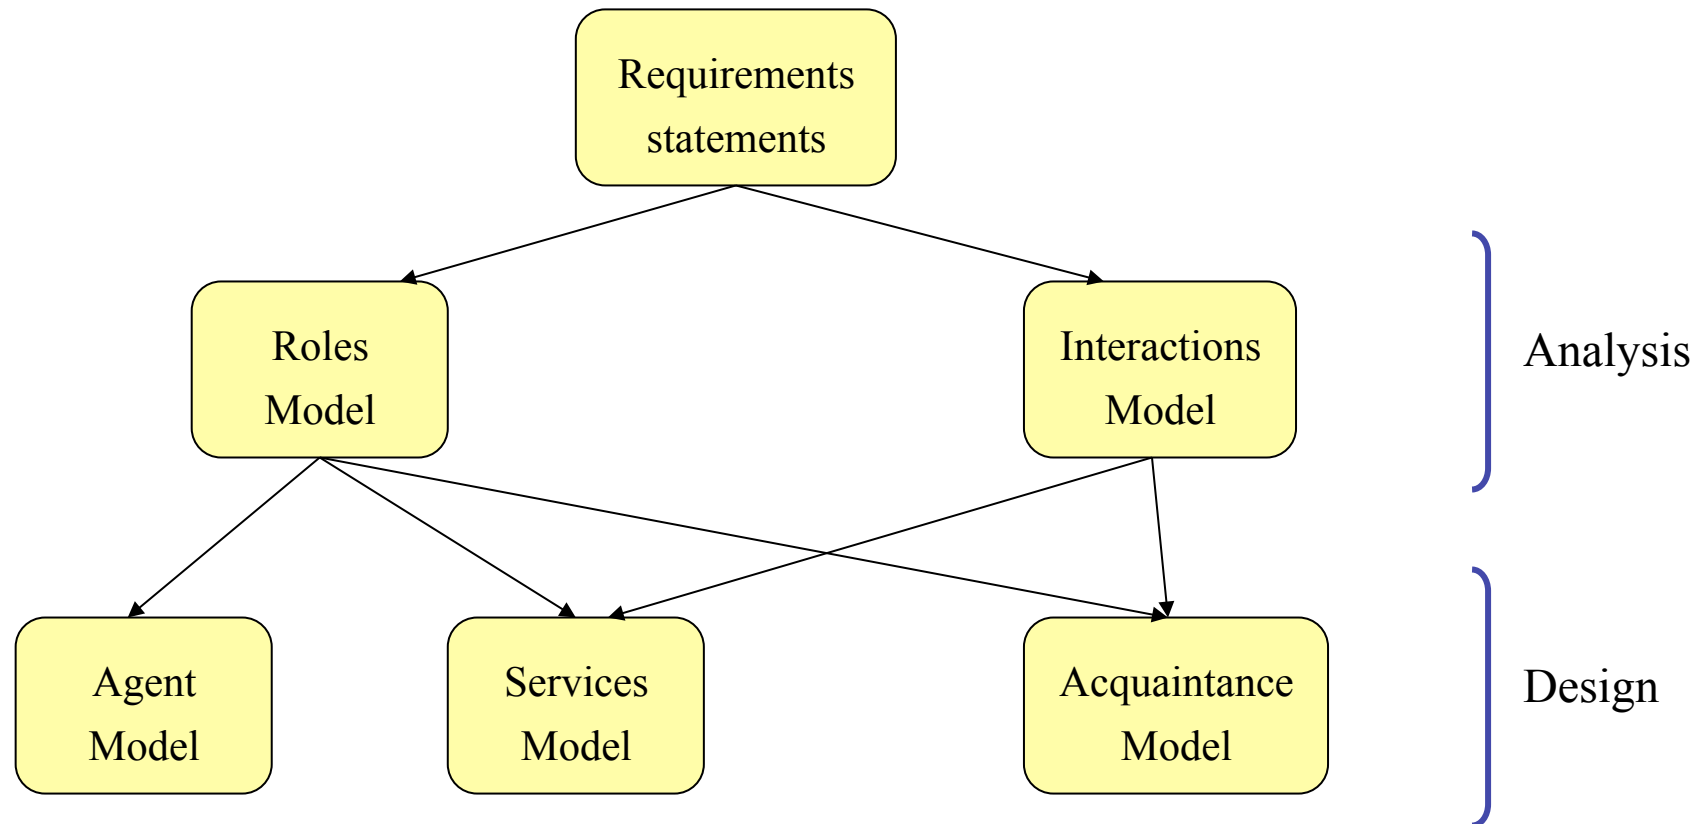 Requirements
statements
Roles
Model
Interactions
Model
Analysis
Agent
Model
Services
Model
Acquaintance
Model
Design